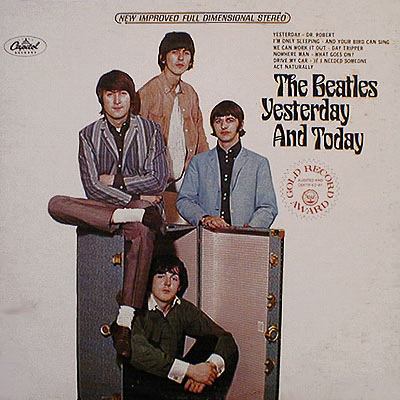 NEW IMPROVED FULL DIMENSIONAL STEREO
Capitol
RECORDS
YESTERDAY - DR. ROBERT
I'M ONLY SLEEPING - AND YOUR BIRD CAN SING
WE CAN WORK IT OUT - DAY TRIPPER
NOWHERE MAN - WHAT GOES ON?
DRIVE MY CAR - IF I NEEDED SOMEONE
ACT NATURALLY
The Beatles
Yesterday
And Today
GOLD RECORD
AUDITED AND
CERTIFIED BY
AWARD